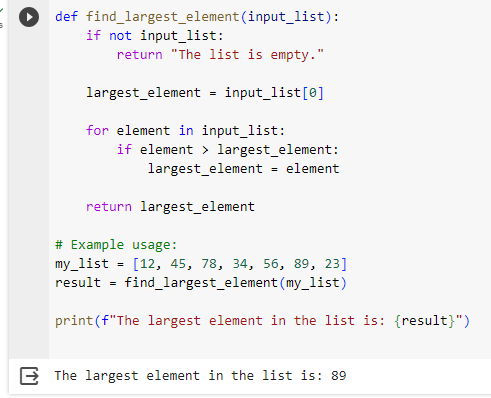 def find_largest_element(input_list):
    if not input_list:
        return "The list is empty."
    largest_element = input_list[0]
    for element in input_list:
        if element > largest_element:
            largest_element = element
    return largest_element
# Example usage:
my_list = [12, 45, 78, 34, 56, 89, 23]
result = find_largest_element(my_list)
print(f"The largest element in the list is: {result}")
The largest element in the list is: 89